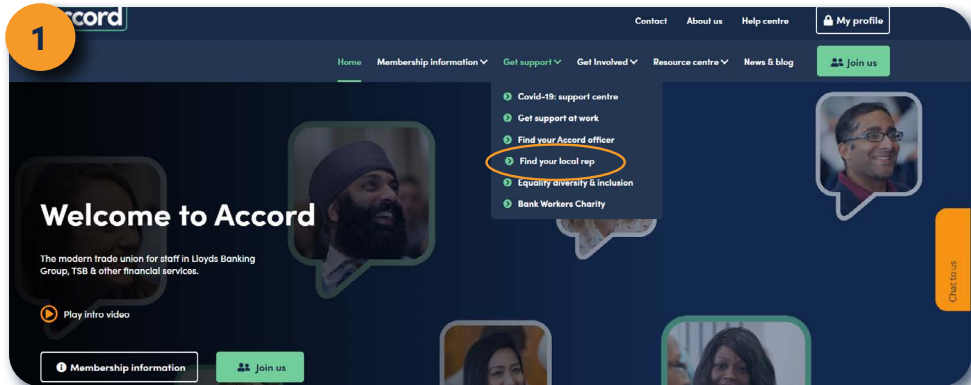 1
Accord
Contact About us Help centre My profile
Home Membership information Get support Get Involved Resource centre News & blog Join us
Covid-19: support centre
Get support at work
Find your Accord officer
Find your local rep
Equality diversity & inclusion
Bank Workers Charity
Welcome to Accord
The modern trade union for staff in Lloyds Banking
Group, TSB & other financial services.
Play intro video
Membership information Join us
Chat to us